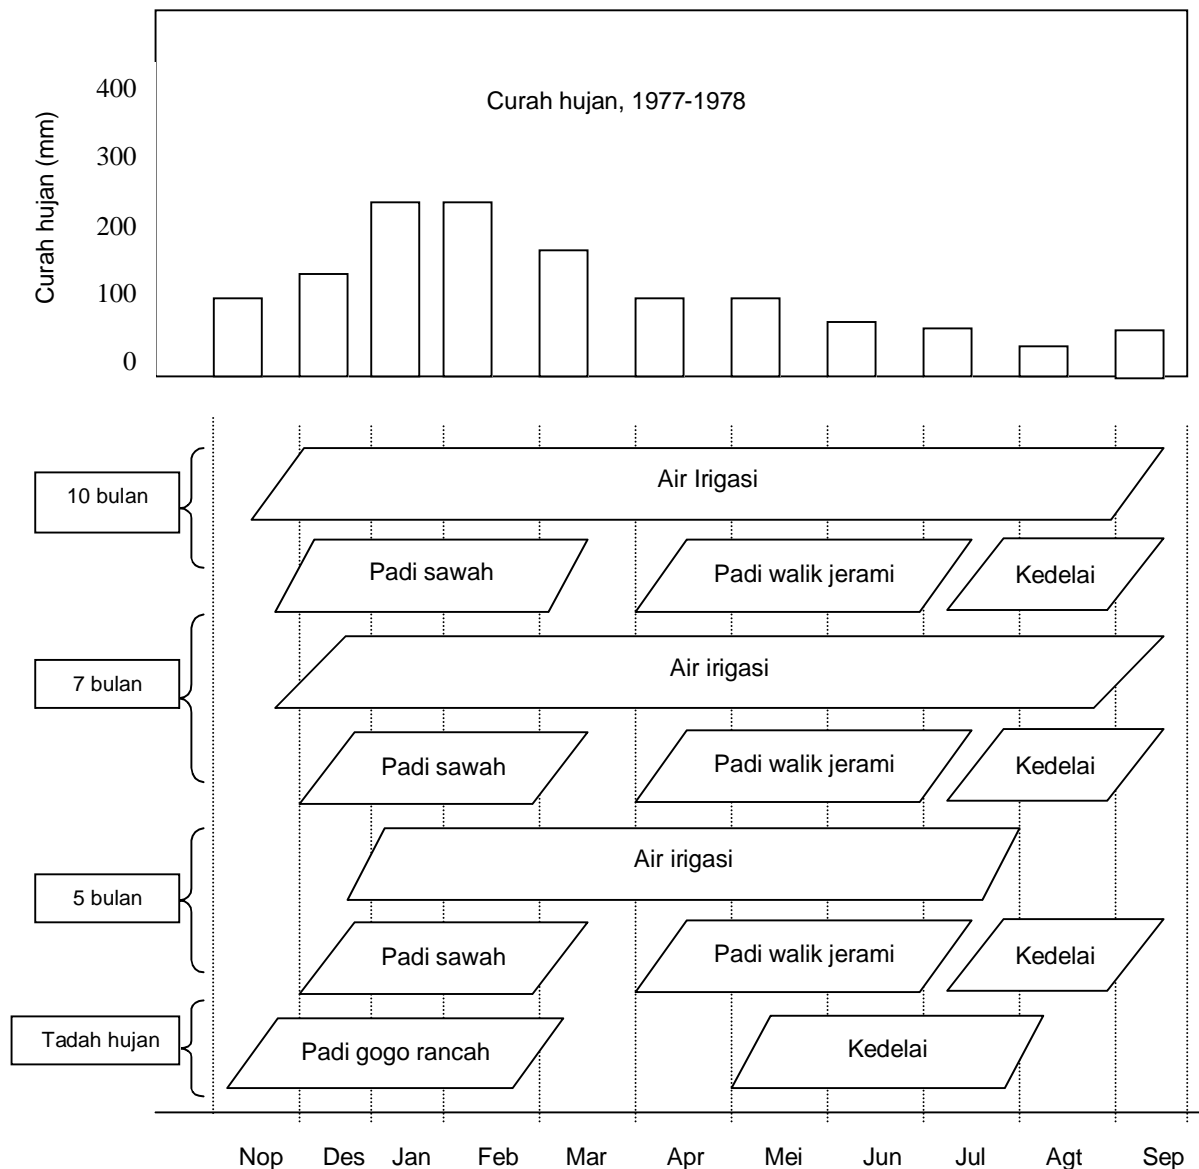 Curah hujan, 1977-1978
Curah hujan (mm)
400
300
200
100
0
10 bulan
Air Irigasi
Padi sawah
Padi walik jerami
Kedelai
7 bulan
Air irigasi
Padi sawah
Padi walik jerami
Kedelai
5 bulan
Air irigasi
Padi sawah
Padi walik jerami
Kedelai
Tadah hujan
Padi gogo rancah
Kedelai
Nop Des Jan Feb Mar Apr Mei Jun Jul Agt Sep